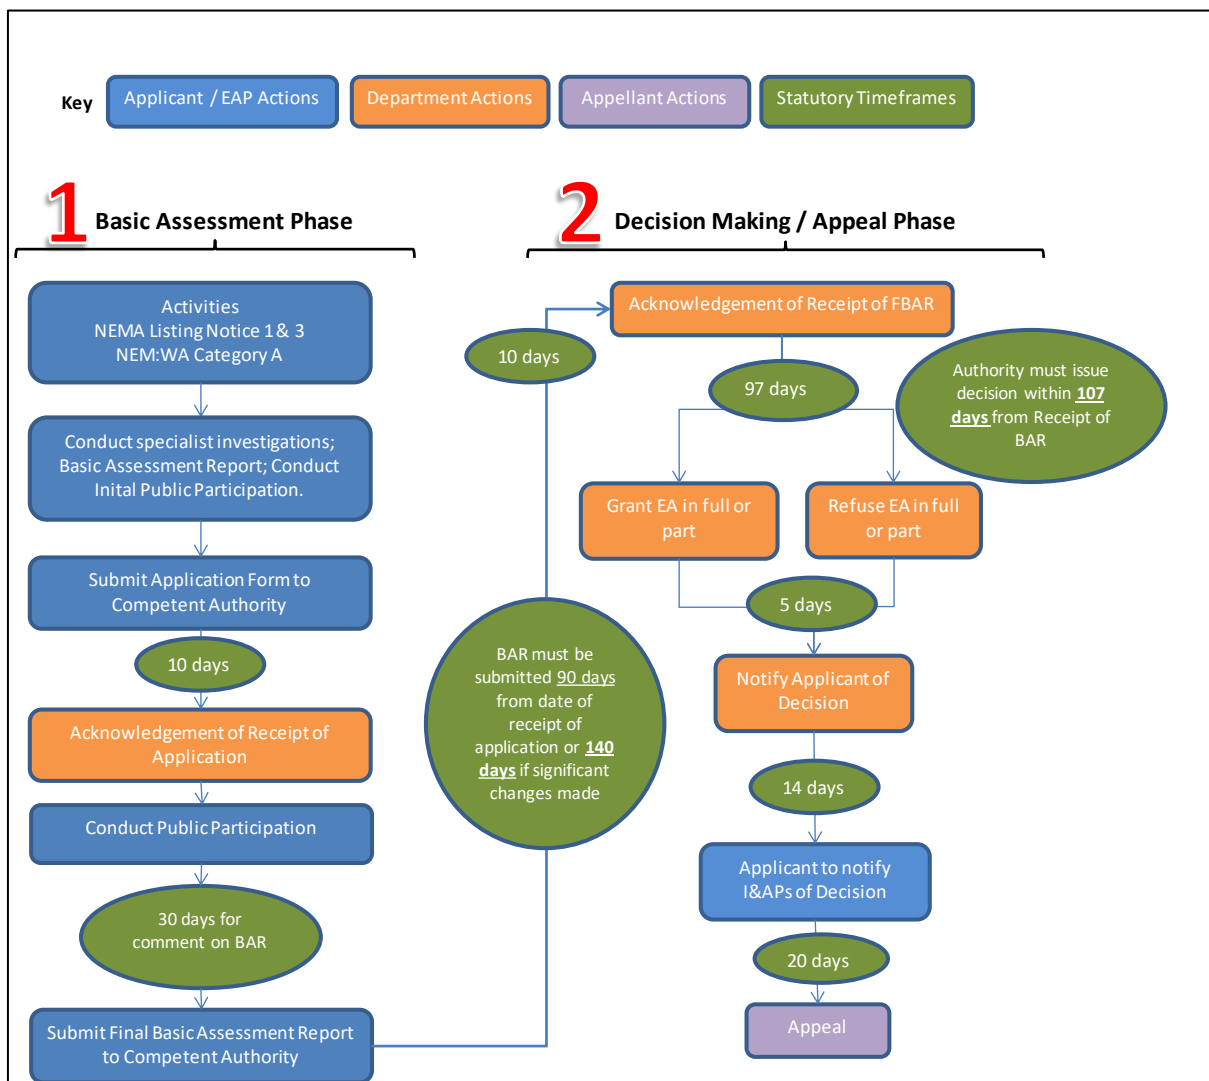 Key
Applicant / EAP Actions
Department Actions
Appellant Actions
Statutory Timeframes
1 Basic Assessment Phase
Activities
NEMA Listing Notice 1 & 3
NEM:WA Category A
Conduct specialist investigations;
Basic Assessment Report; Conduct
Inital Public Participation.
Submit Application Form to
Competent Authority
10 days
Acknowledgement of Receipt of
Application
Conduct Public Participation
30 days for
comment on BAR
Submit Final Basic Assessment Report
to Competent Authority
BAR must be
submitted 90 days
from date of
receipt of
application or 140
days if significant
changes made
10 days
2 Decision Making / Appeal Phase
Acknowledgement of Receipt of FBAR
97 days
Authority must issue
decision within 107
days from Receipt of
BAR
Grant EA in full or
part
Refuse EA in full
or part
5 days
Notify Applicant of
Decision
14 days
Applicant to notify
I&APs of Decision
20 days
Appeal